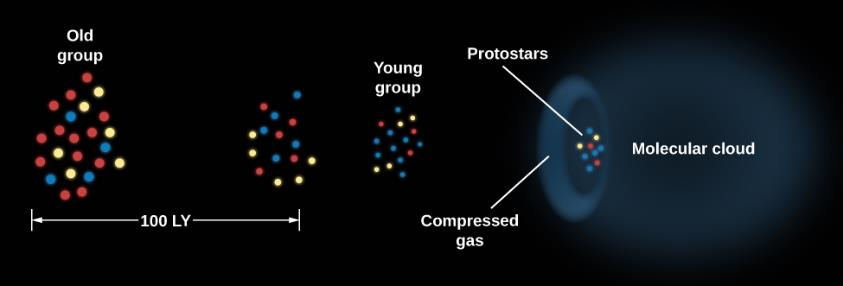 Old
group
Young
group
Protostars
Molecular cloud
100 LY
Compressed
gas